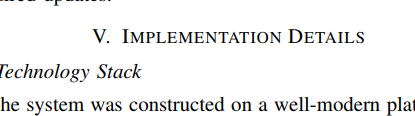 V. IMPLEMENTATION DETAILS
Technology Stack
he system was constructed on a well-modern plat